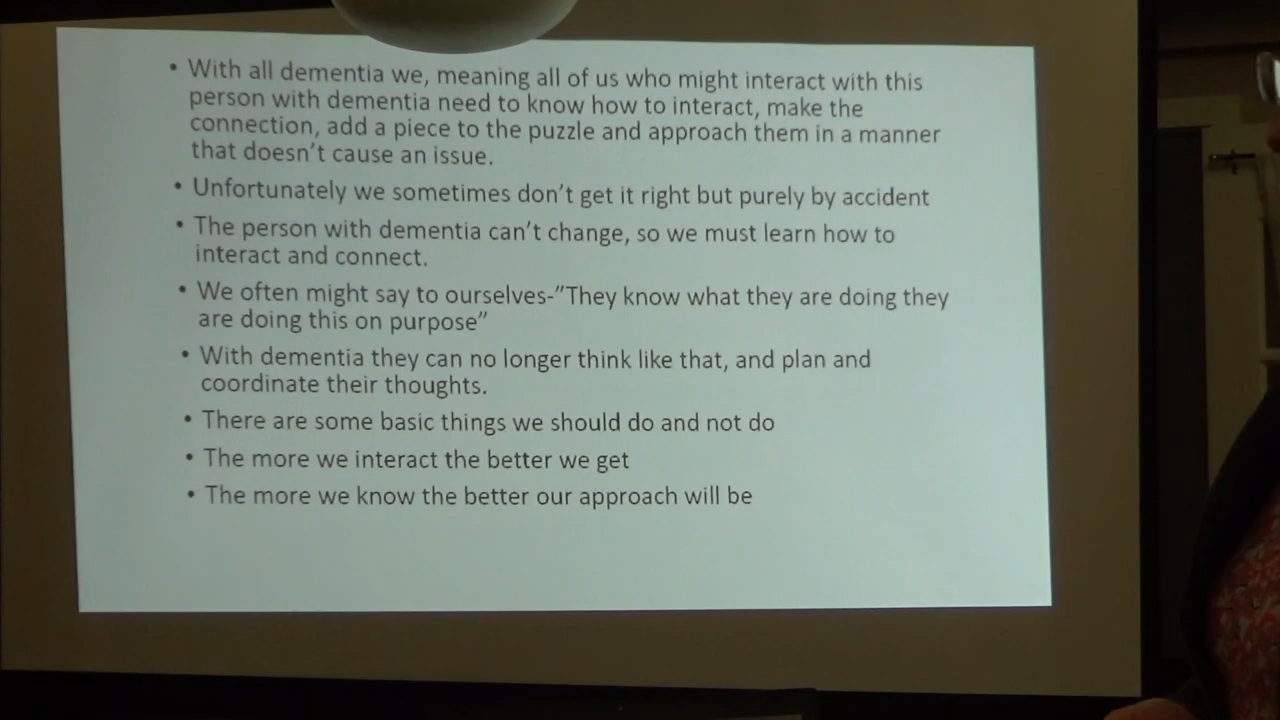 • With all dementia we, meaning all of us who might interact with this
person with dementia need to know how to interact, make the
connection, add a piece to the puzzle and approach them in a manner
that doesn’t cause an issue.
• Unfortunately we sometimes don’t get it right but purely by accident
• The person with dementia can’t change, so we must learn how to
interact and connect.
• We often might say to ourselves-”They know what they are doing they
are doing this on purpose”
• With dementia they can no longer think like that, and plan and
coordinate their thoughts.
• There are some basic things we should do and not do
• The more we interact the better we get
• The more we know the better our approach will be